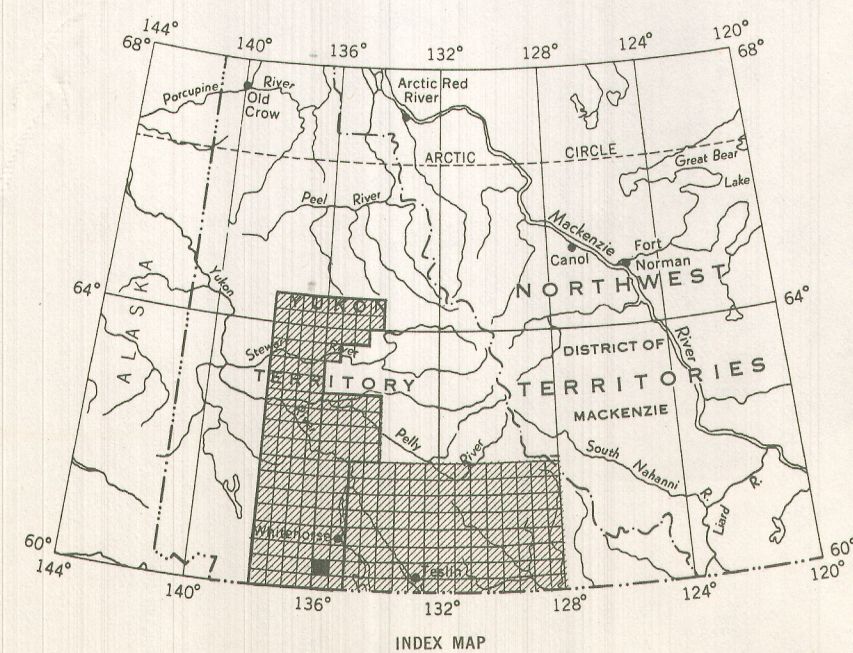 144° 140° 136° 132° 128° 124° 120°
68° 68°
Porcupine River
Old
Crow
Arctic Red
River
ARCTIC CIRCLE
Great Bear
Lake
Peel River
Mackenzie
Canol
Fort
Norman
NORTHWEST
ALASKA
Yukon
64° 64°
YUKON
Stewart River
River
DISTRICT OF
TERRITORY
TERRITORIES
MACKENZIE
Pelly River
South Nahanni R.
Liard R.
Whitehorse
Teslin
60° 60°
144° 140° 136° 132° 128° 124° 120°
INDEX MAP